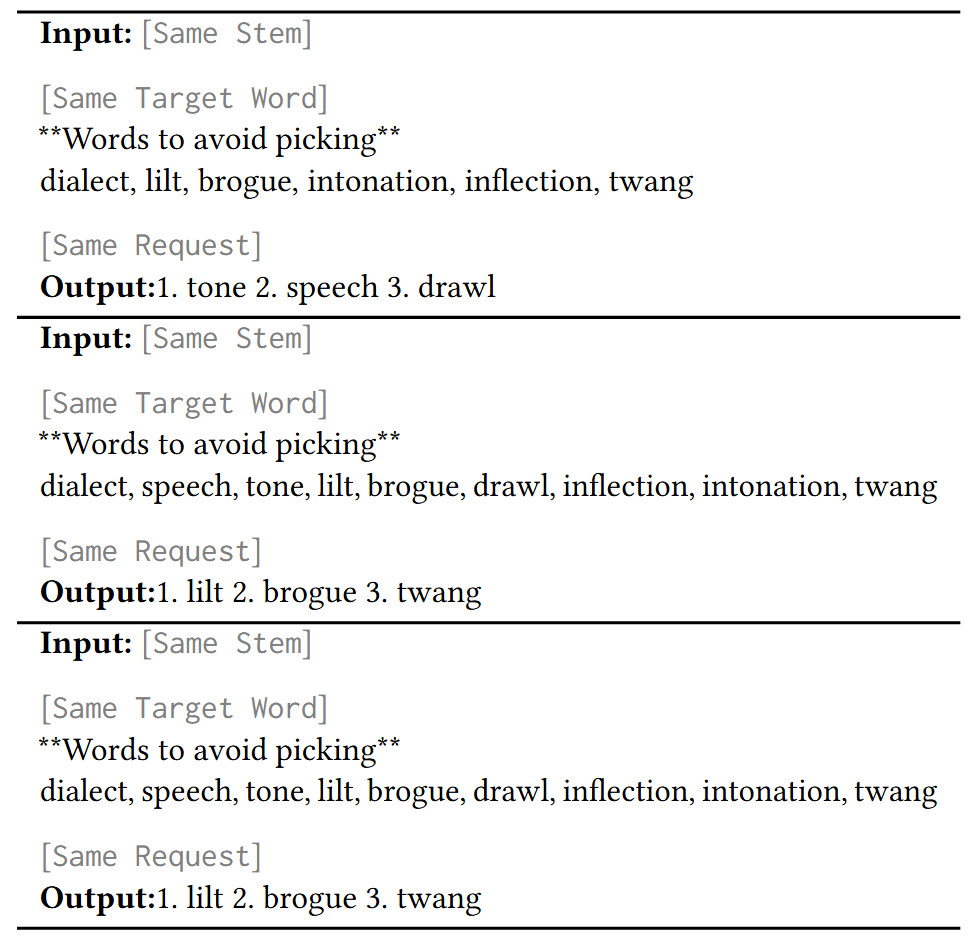 Input: [Same Stem]
[Same Target Word]
**Words to avoid picking**
dialect, lilt, brogue, intonation, inflection, twang
[Same Request]
Output:1. tone 2. speech 3. drawl
Input: [Same Stem]
[Same Target Word]
**Words to avoid picking**
dialect, speech, tone, lilt, brogue, drawl, inflection, intonation, twang
[Same Request]
Output:1. lilt 2. brogue 3. twang
Input: [Same Stem]
[Same Target Word]
**Words to avoid picking**
dialect, speech, tone, lilt, brogue, drawl, inflection, intonation, twang
[Same Request]
Output:1. lilt 2. brogue 3. twang